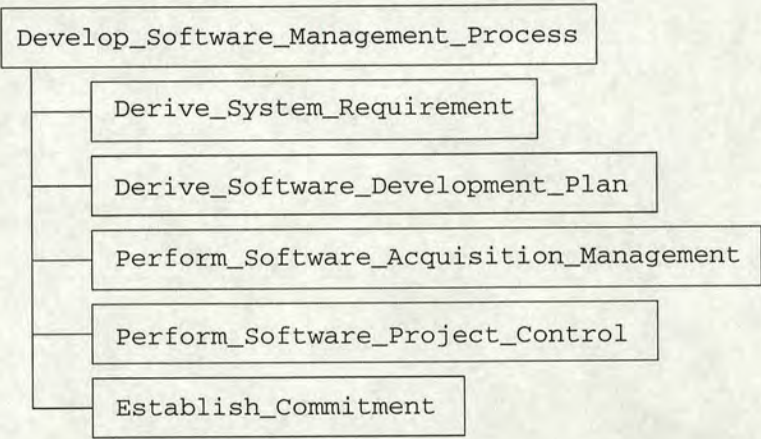 Develop_Software_Management_Process
Derive_System_Requirement
Derive_Software_Development_Plan
Perform_Software_Acquisition_Management
Perform_Software_Project_Control
Establish_Commitment